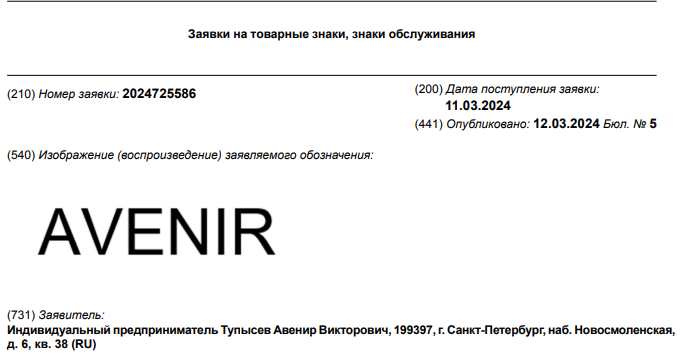 Заявки на товарные знаки, знаки обслуживания
(210) Номер заявки: 2024725586
(200) Дата поступления заявки:
11.03.2024
(441) Опубликовано: 12.03.2024 Бюл. № 5
(540) Изображение (воспроизведение) заявляемого обозначения:
AVENIR
(731) Заявитель:
Индивидуальный предприниматель Тупысев Авенир Викторович, 199397, г. Санкт-Петербург, наб. Новосмоленская,
д. 6, кв. 38 (RU)